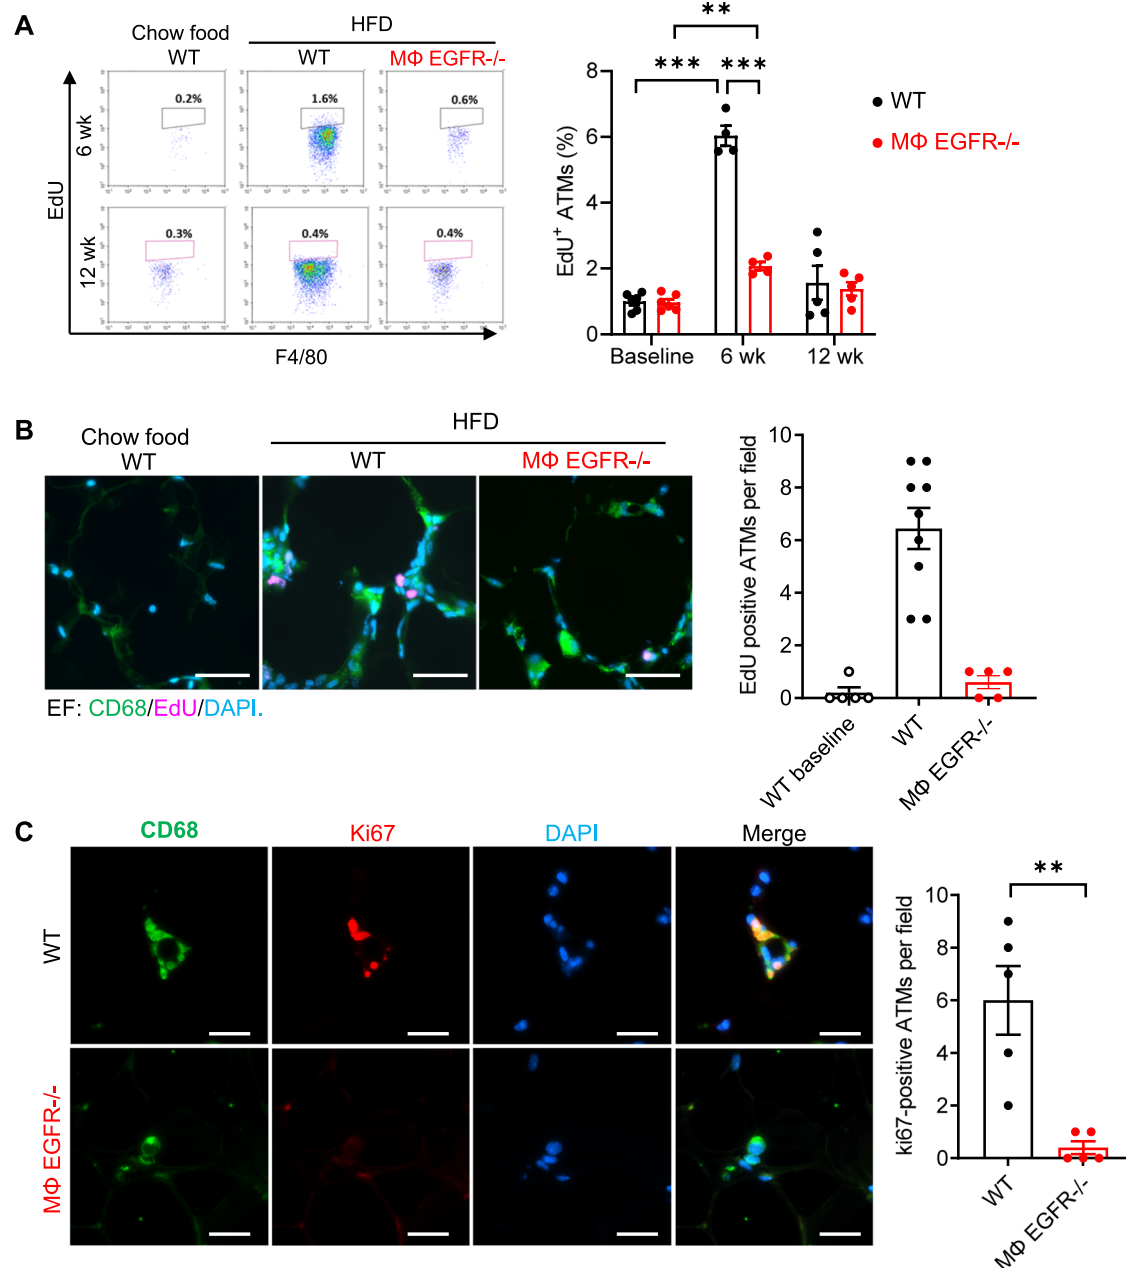 A
Chow food
WT
HFD
WT
MΦ EGFR-/-
6 wk
0.2%
1.6%
0.6%
12 wk
0.3%
0.4%
0.4%
EdU
F4/80
**
***
***
EdU+ ATMs (%)
8
6
4
2
0
Baseline
6 wk
12 wk
WT
MΦ EGFR-/-
B
Chow food
WT
HFD
WT
MΦ EGFR-/-
EF: CD68/EdU/DAPI.
EdU positive ATMs per field
10
8
6
4
2
0
WT baseline
WT
MΦ EGFR-/-
C
CD68
Ki67
DAPI
Merge
WT
MΦ EGFR-/-
ki67-positive ATMs per field
**
10
8
6
4
2
0
WT
MΦ EGFR-/-